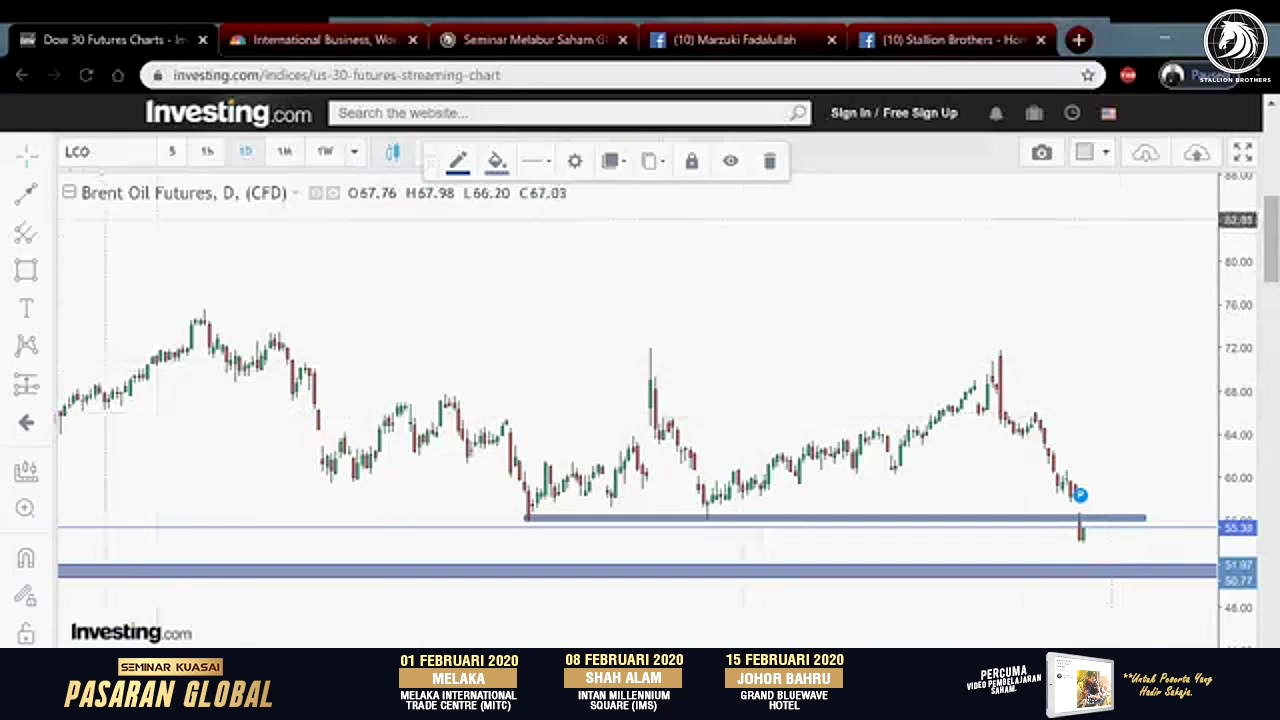 Dow 30 Futures Charts - In
International Business, Wo
Seminar Melabur Saham G
(10) Marzuki Fadalullah
(10) Stallion Brothers - Ho
STALLION BROTHERS
investing.com/indices/us-30-futures-streaming-chart
Paused
Investing.com
Search the website...
Sign In / Free Sign Up
LCO
5
1h
1D
1M
1W
Brent Oil Futures, D, (CFD)
O67.76 H67.98 L66.20 C67.03
88.00
82.85
80.00
76.00
72.00
68.00
64.00
60.00
55.33
51.97
50.77
48.00
P
T
Investing.com
SEMINAR KUASAI
PASARAN GLOBAL
01 FEBRUARI 2020
MELAKA
MELAKA INTERNATIONAL
TRADE CENTRE (MITC)
08 FEBRUARI 2020
SHAH ALAM
INTAN MILLENNIUM
SQUARE (IMS)
15 FEBRUARI 2020
JOHOR BAHRU
GRAND BLUEWAVE
HOTEL
PERCUMA
VIDEO PEMBELAJARAN
SAHAM.
**Untuk Peserta Yang
Hadir Sahaja.